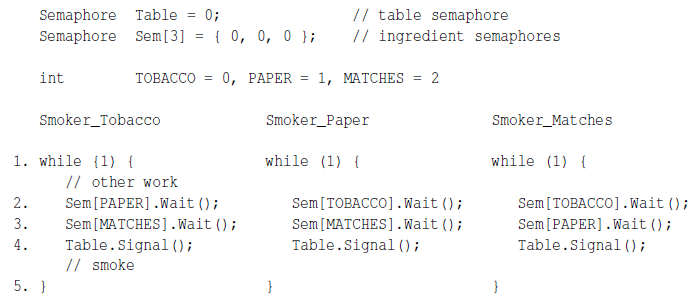 Semaphore  Table = 0;                // table semaphore
Semaphore  Sem[3] = { 0, 0, 0 };     // ingredient semaphores
int        TOBACCO = 0, PAPER = 1, MATCHES = 2
Smoker_Tobacco             Smoker_Paper               Smoker_Matches
1. while {1) {                while (1) {                while (1) {
// other work
2.    Sem[PAPER].Wait();         Sem[TOBACCO].Wait();       Sem[TOBACCO].Wait();
3.    Sem[MATCHES].Wait();       Sem[MATCHES].Wait();       Sem[PAPER].Wait();
4.    Table.Signal();            Table.Signal();            Table.Signal();
// smoke
5. }                          }                          }